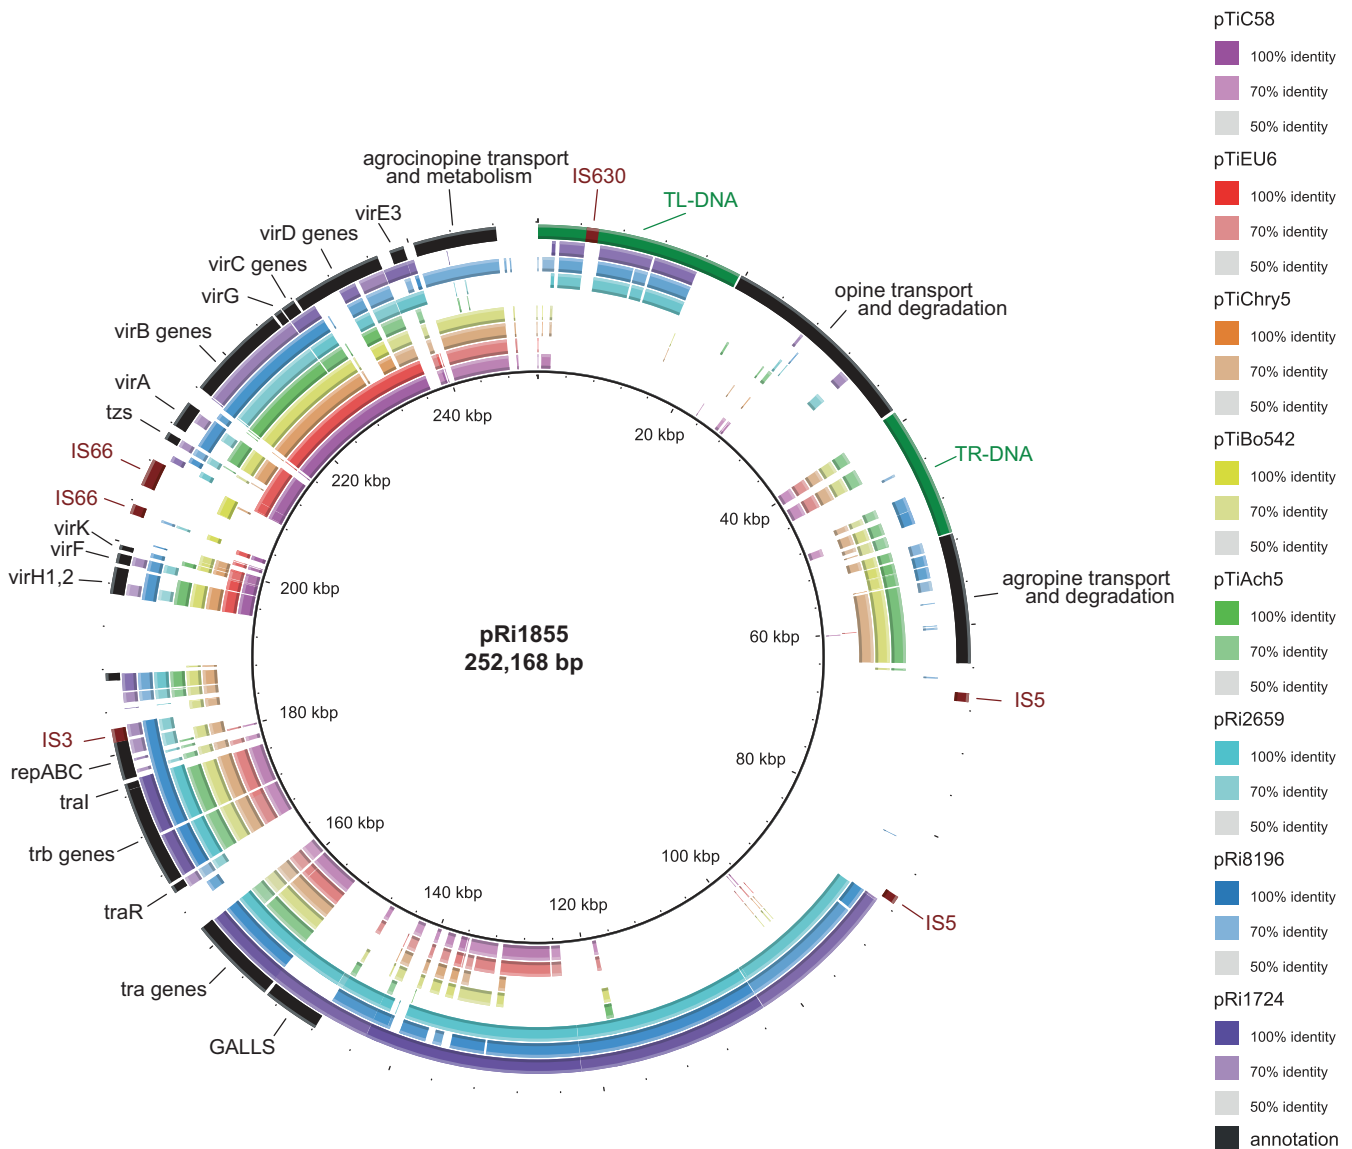 agrocinopine transport
and metabolism
IS630
TL-DNA
virE3
virD genes
virC genes
virG
virB genes
virA
tzs
IS66
IS66
virK
virF
virH1,2
opine transport
and degradation
TR-DNA
agropine transport
and degradation
IS5
IS5
IS3
repABC
traI
trb genes
traR
tra genes
GALLS
pRi1855
252,168 bp
20 kbp
40 kbp
60 kbp
80 kbp
100 kbp
120 kbp
140 kbp
160 kbp
180 kbp
200 kbp
220 kbp
240 kbp
pTiC58
100% identity
70% identity
50% identity
pTiEU6
100% identity
70% identity
50% identity
pTiChry5
100% identity
70% identity
50% identity
pTiBo542
100% identity
70% identity
50% identity
pTiAch5
100% identity
70% identity
50% identity
pRi2659
100% identity
70% identity
50% identity
pRi8196
100% identity
70% identity
50% identity
pRi1724
100% identity
70% identity
50% identity
annotation